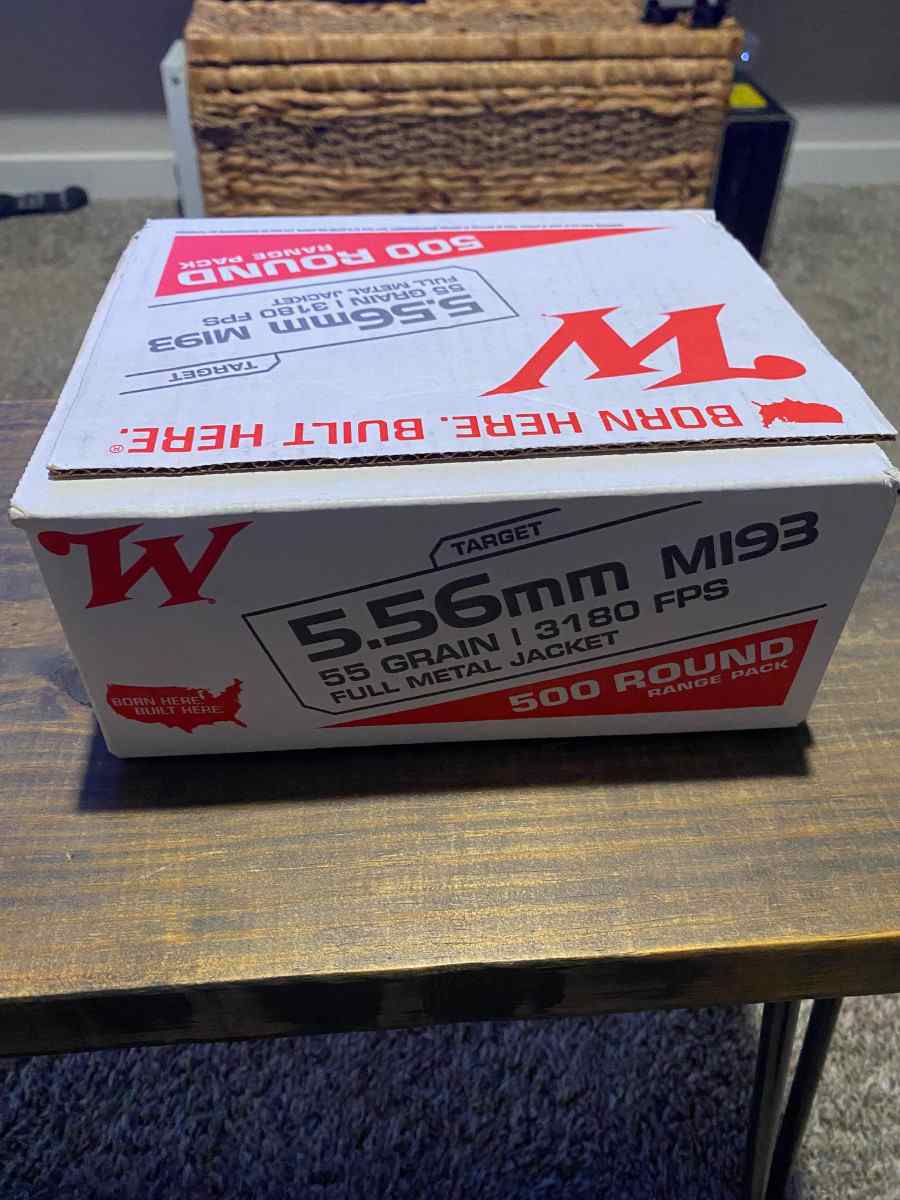 500 ROUND
RANGE PACK
55 GRAIN | 3180 FPS
FULL METAL JACKET
5.56mm M193
TARGET
W
BORN HERE. BUILT HERE.®
W
TARGET
5.56mm M193
55 GRAIN | 3180 FPS
FULL METAL JACKET
500 ROUND
RANGE PACK
BORN HERE.
BUILT HERE.